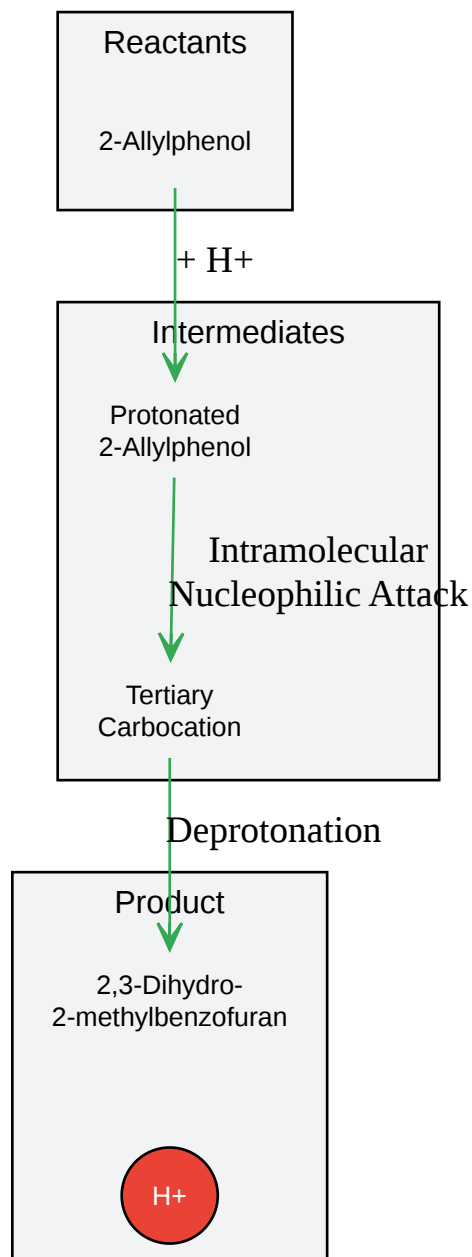 Reactants
2-Allylphenol
+ H+
Intermediates
Protonated
2-Allylphenol
Intramolecular
Nucleophilic Attack
Tertiary
Carbocation
Deprotonation
Product
2,3-Dihydro-
2-methylbenzofuran
H+